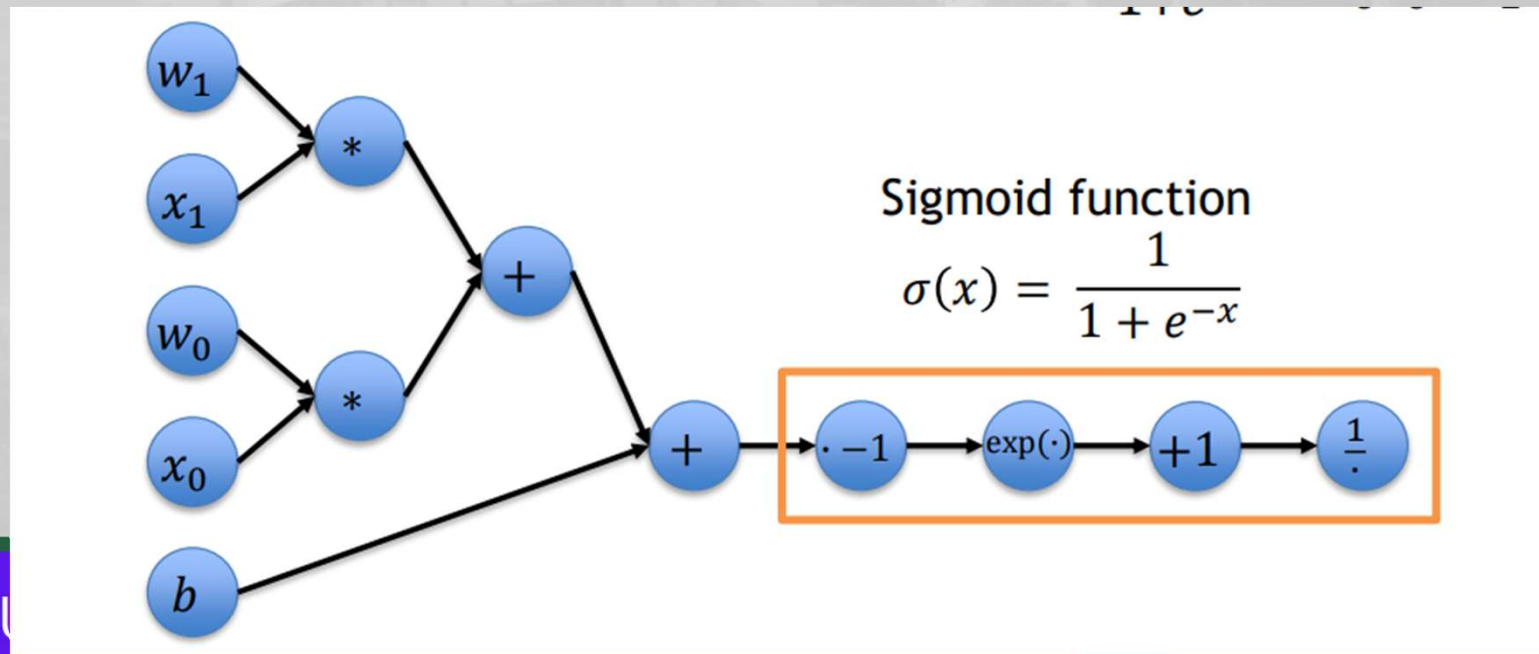 w₁
*
x₁
Sigmoid function
σ(x) = 1 / (1 + e^{-x})
+
w₀
*
x₀
+
· −1
exp(·)
+1
1/·
b